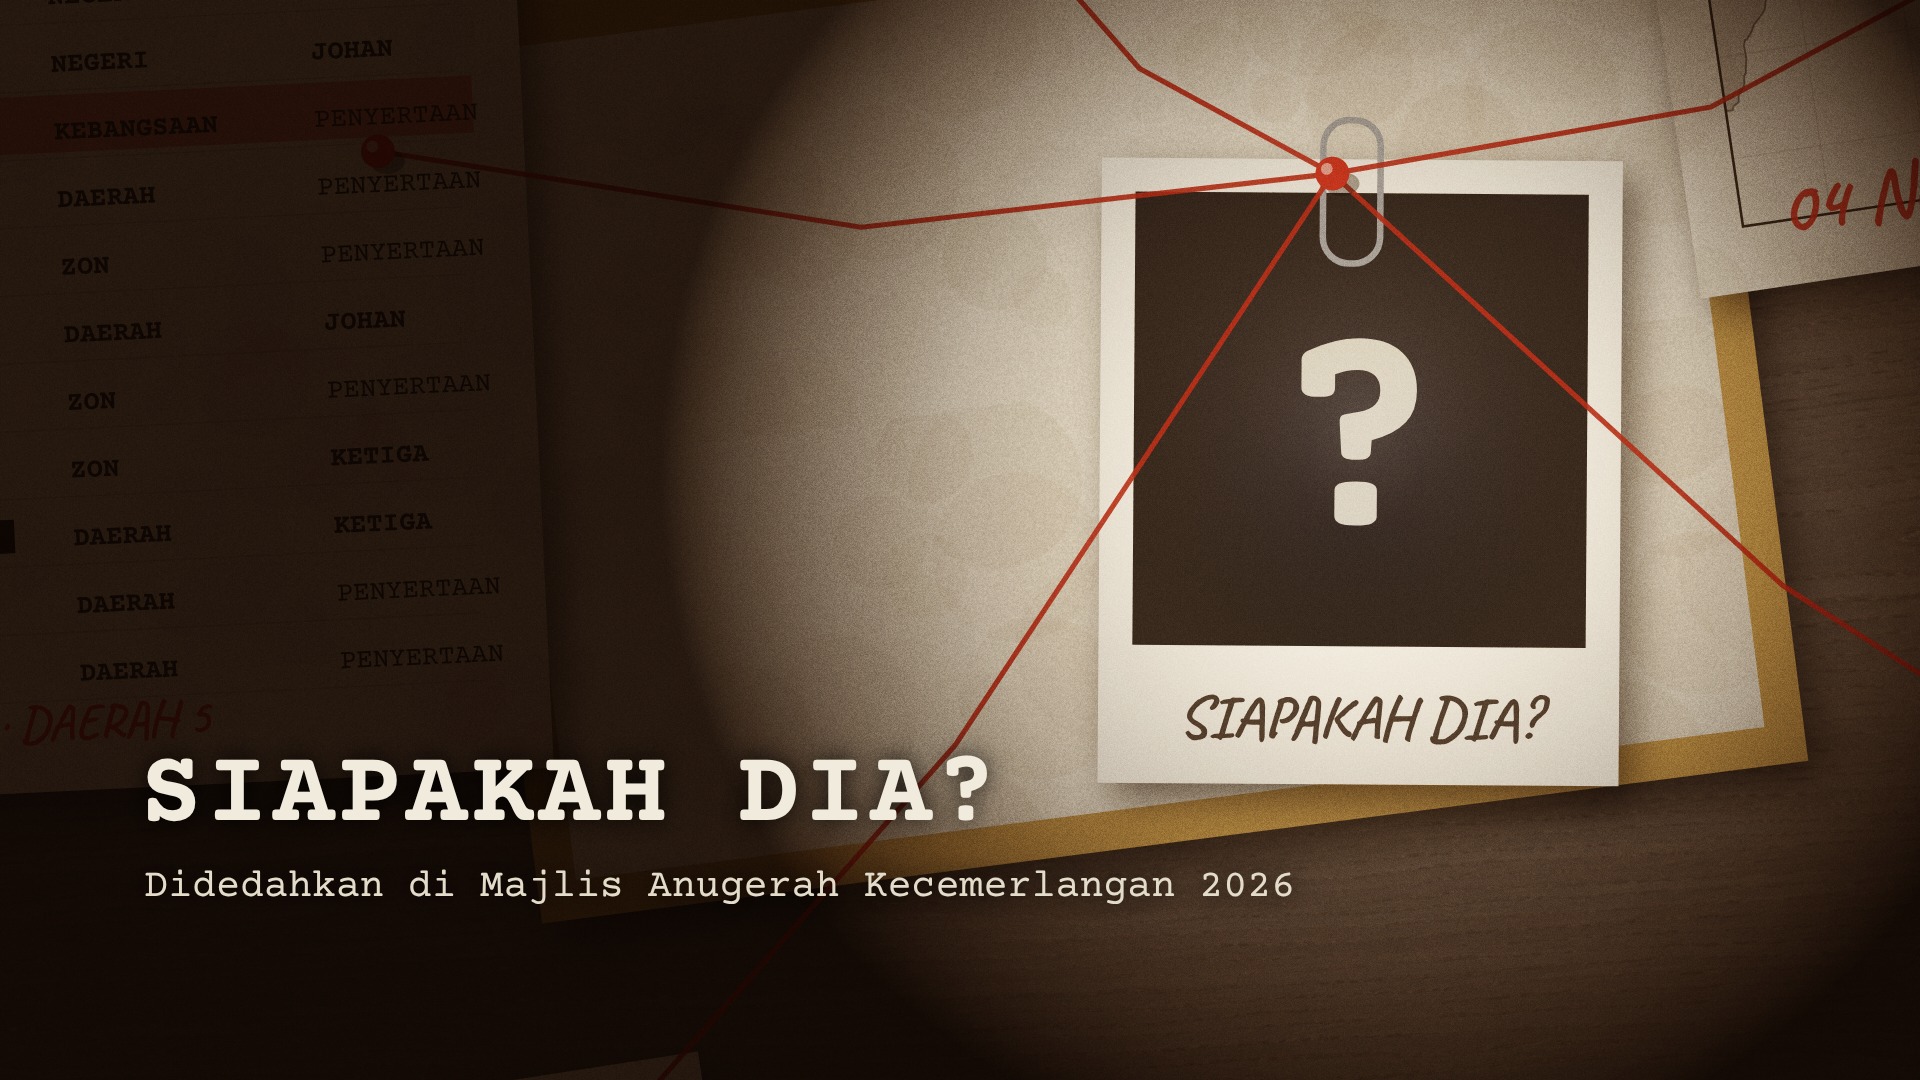 NEGERI JOHAN
KEBANGSAAN PENYERTAAN
DAERAH PENYERTAAN
ZON PENYERTAAN
DAERAH JOHAN
ZON PENYERTAAN
ZON KETIGA
DAERAH KETIGA
DAERAH PENYERTAAN
DAERAH PENYERTAAN
· DAERAH 5
04 N
SIAPAKAH DIA?
SIAPAKAH DIA?
Didedahkan di Majlis Anugerah Kecemerlangan 2026